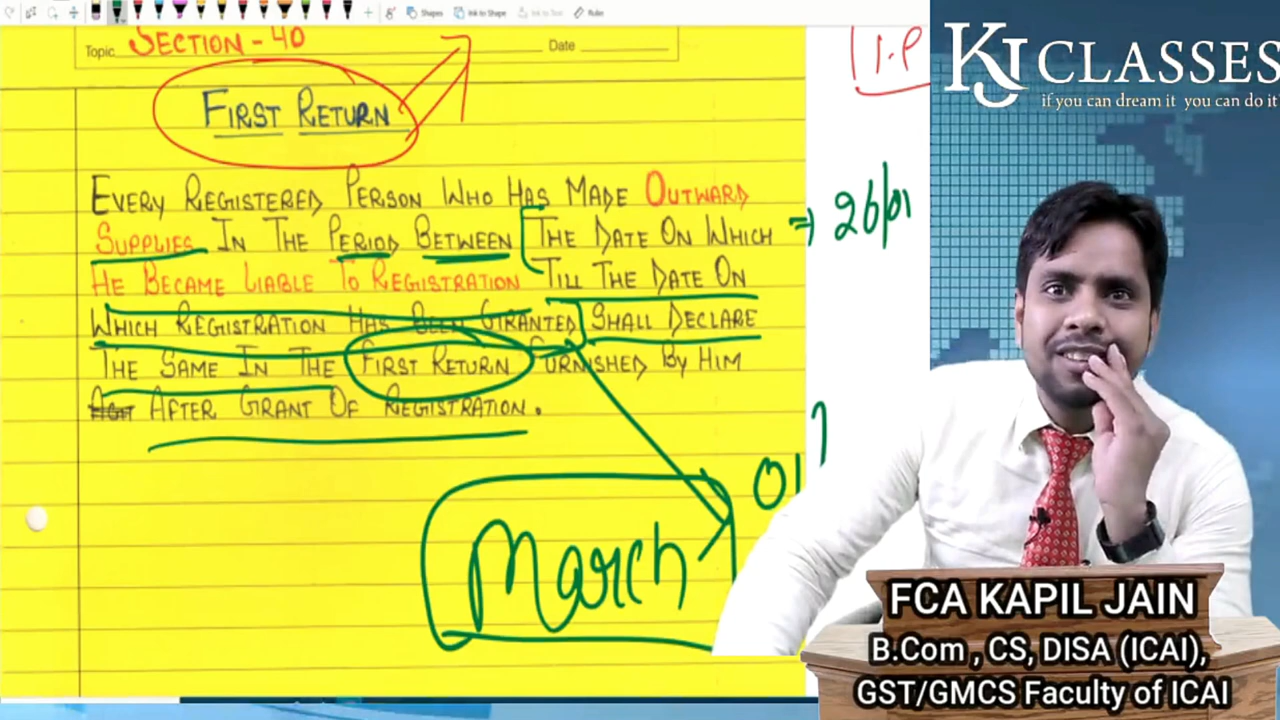 Shapes
Ink to Shape
Ink to Text
Ruler
Topic SECTION - 40
Date
FIRST RETURN
EVERY REGISTERED PERSON WHO HAS MADE OUTWARD
SUPPLIES IN THE PERIOD BETWEEN THE DATE ON WHICH
HE BECAME LIABLE TO REGISTRATION TILL THE DATE ON
WHICH REGISTRATION HAS BEEN GRANTED SHALL DECLARE
THE SAME IN THE FIRST RETURN FURNISHED BY HIM
AFTER GRANT OF REGISTRATION.
March
01
⇒ 26/01
I.P
KJ CLASSES
if you can dream it you can do it
FCA KAPIL JAIN
B.Com , CS, DISA (ICAI),
GST/GMCS Faculty of ICAI